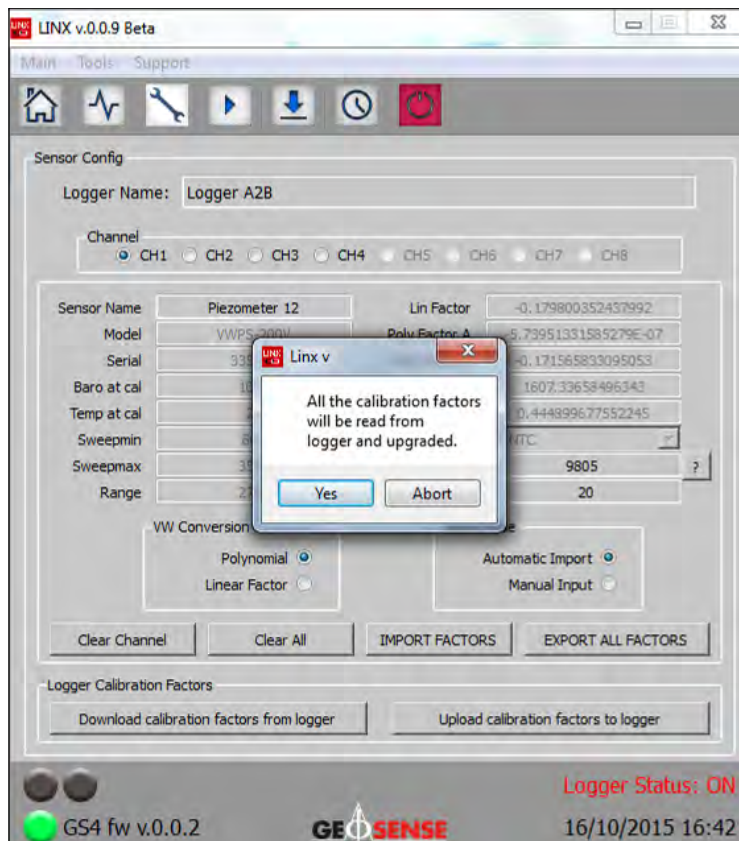 LINX v.0.0.9 Beta
Main Tools Support
Sensor Config
Logger Name: Logger A2B
Channel
CH1 CH2 CH3 CH4 CH5 CH6 CH7 CH8
Sensor Name Piezometer 12 Lin Factor -0.179800352437992
Model VWPS-200V Poly Factor A -5.73951331585279E-07
Serial -0.171565833095053
Baro at cal 1607.33658496343
Temp at cal 0.444899677552245
Sweepmin NTC
Sweepmax 9805 ?
Range 20
Linx v
All the calibration factors
will be read from
logger and upgraded.
Yes Abort
VW Conversion
Polynomial Automatic Import
Linear Factor Manual Input
Clear Channel Clear All IMPORT FACTORS EXPORT ALL FACTORS
Logger Calibration Factors
Download calibration factors from logger Upload calibration factors to logger
Logger Status: ON
GS4 fw v.0.0.2 GEOSENSE 16/10/2015 16:42